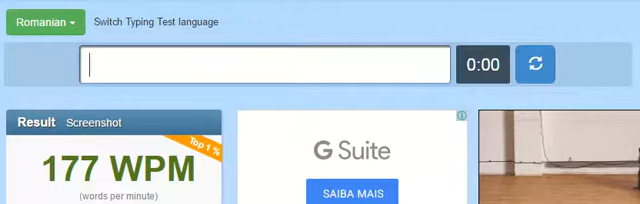 Romanian Switch Typing Test language
0:00
Result Screenshot
Top 1 %
177 WPM
(words per minute)
G Suite
SAIBA MAIS